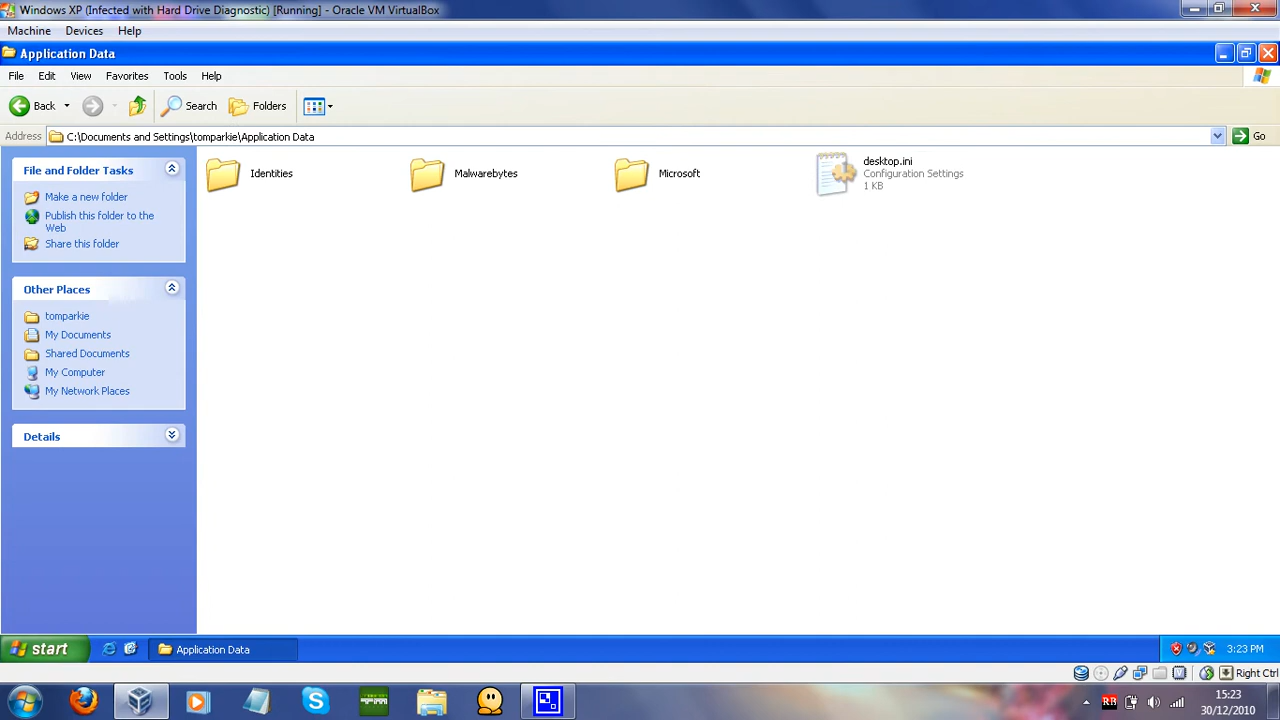 Windows XP (Infected with Hard Drive Diagnostic) [Running] - Oracle VM VirtualBox
Machine Devices Help
Application Data
File Edit View Favorites Tools Help
Back Search Folders
Address C:\Documents and Settings\tomparkie\Application Data Go
File and Folder Tasks
Make a new folder
Publish this folder to the
Web
Share this folder
Other Places
tomparkie
My Documents
Shared Documents
My Computer
My Network Places
Details
Identities
Malwarebytes
Microsoft
desktop.ini
Configuration Settings
1 KB
start Application Data 3:23 PM
Right Ctrl
RB
15:23
30/12/2010